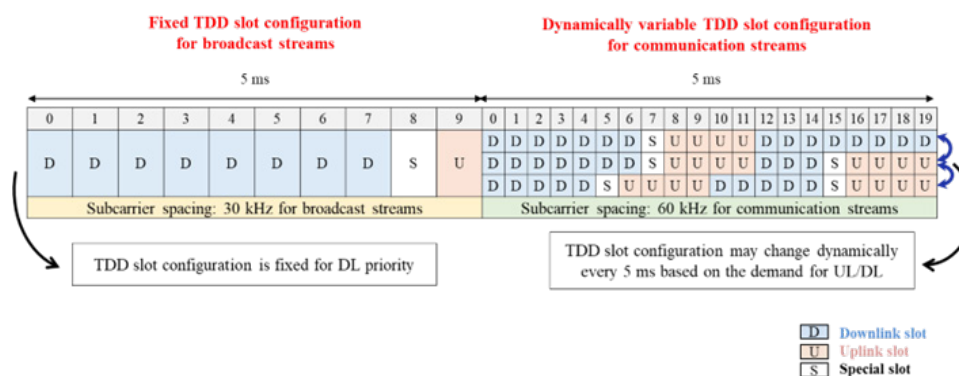 Fixed TDD slot configuration
for broadcast streams
Dynamically variable TDD slot configuration
for communication streams
5 ms
5 ms
0 1 2 3 4 5 6 7 8 9 0 1 2 3 4 5 6 7 8 9 10 11 12 13 14 15 16 17 18 19
D D D D D D D D S U
D D D D D D D S U U U U D D D D D D D D
D D D D D D D S U U U U D D D S U U U U
D D D D D S U U U U D D D D D S U U U U
Subcarrier spacing: 30 kHz for broadcast streams
Subcarrier spacing: 60 kHz for communication streams
TDD slot configuration is fixed for DL priority
TDD slot configuration may change dynamically
every 5 ms based on the demand for UL/DL
D Downlink slot
U Uplink slot
S Special slot